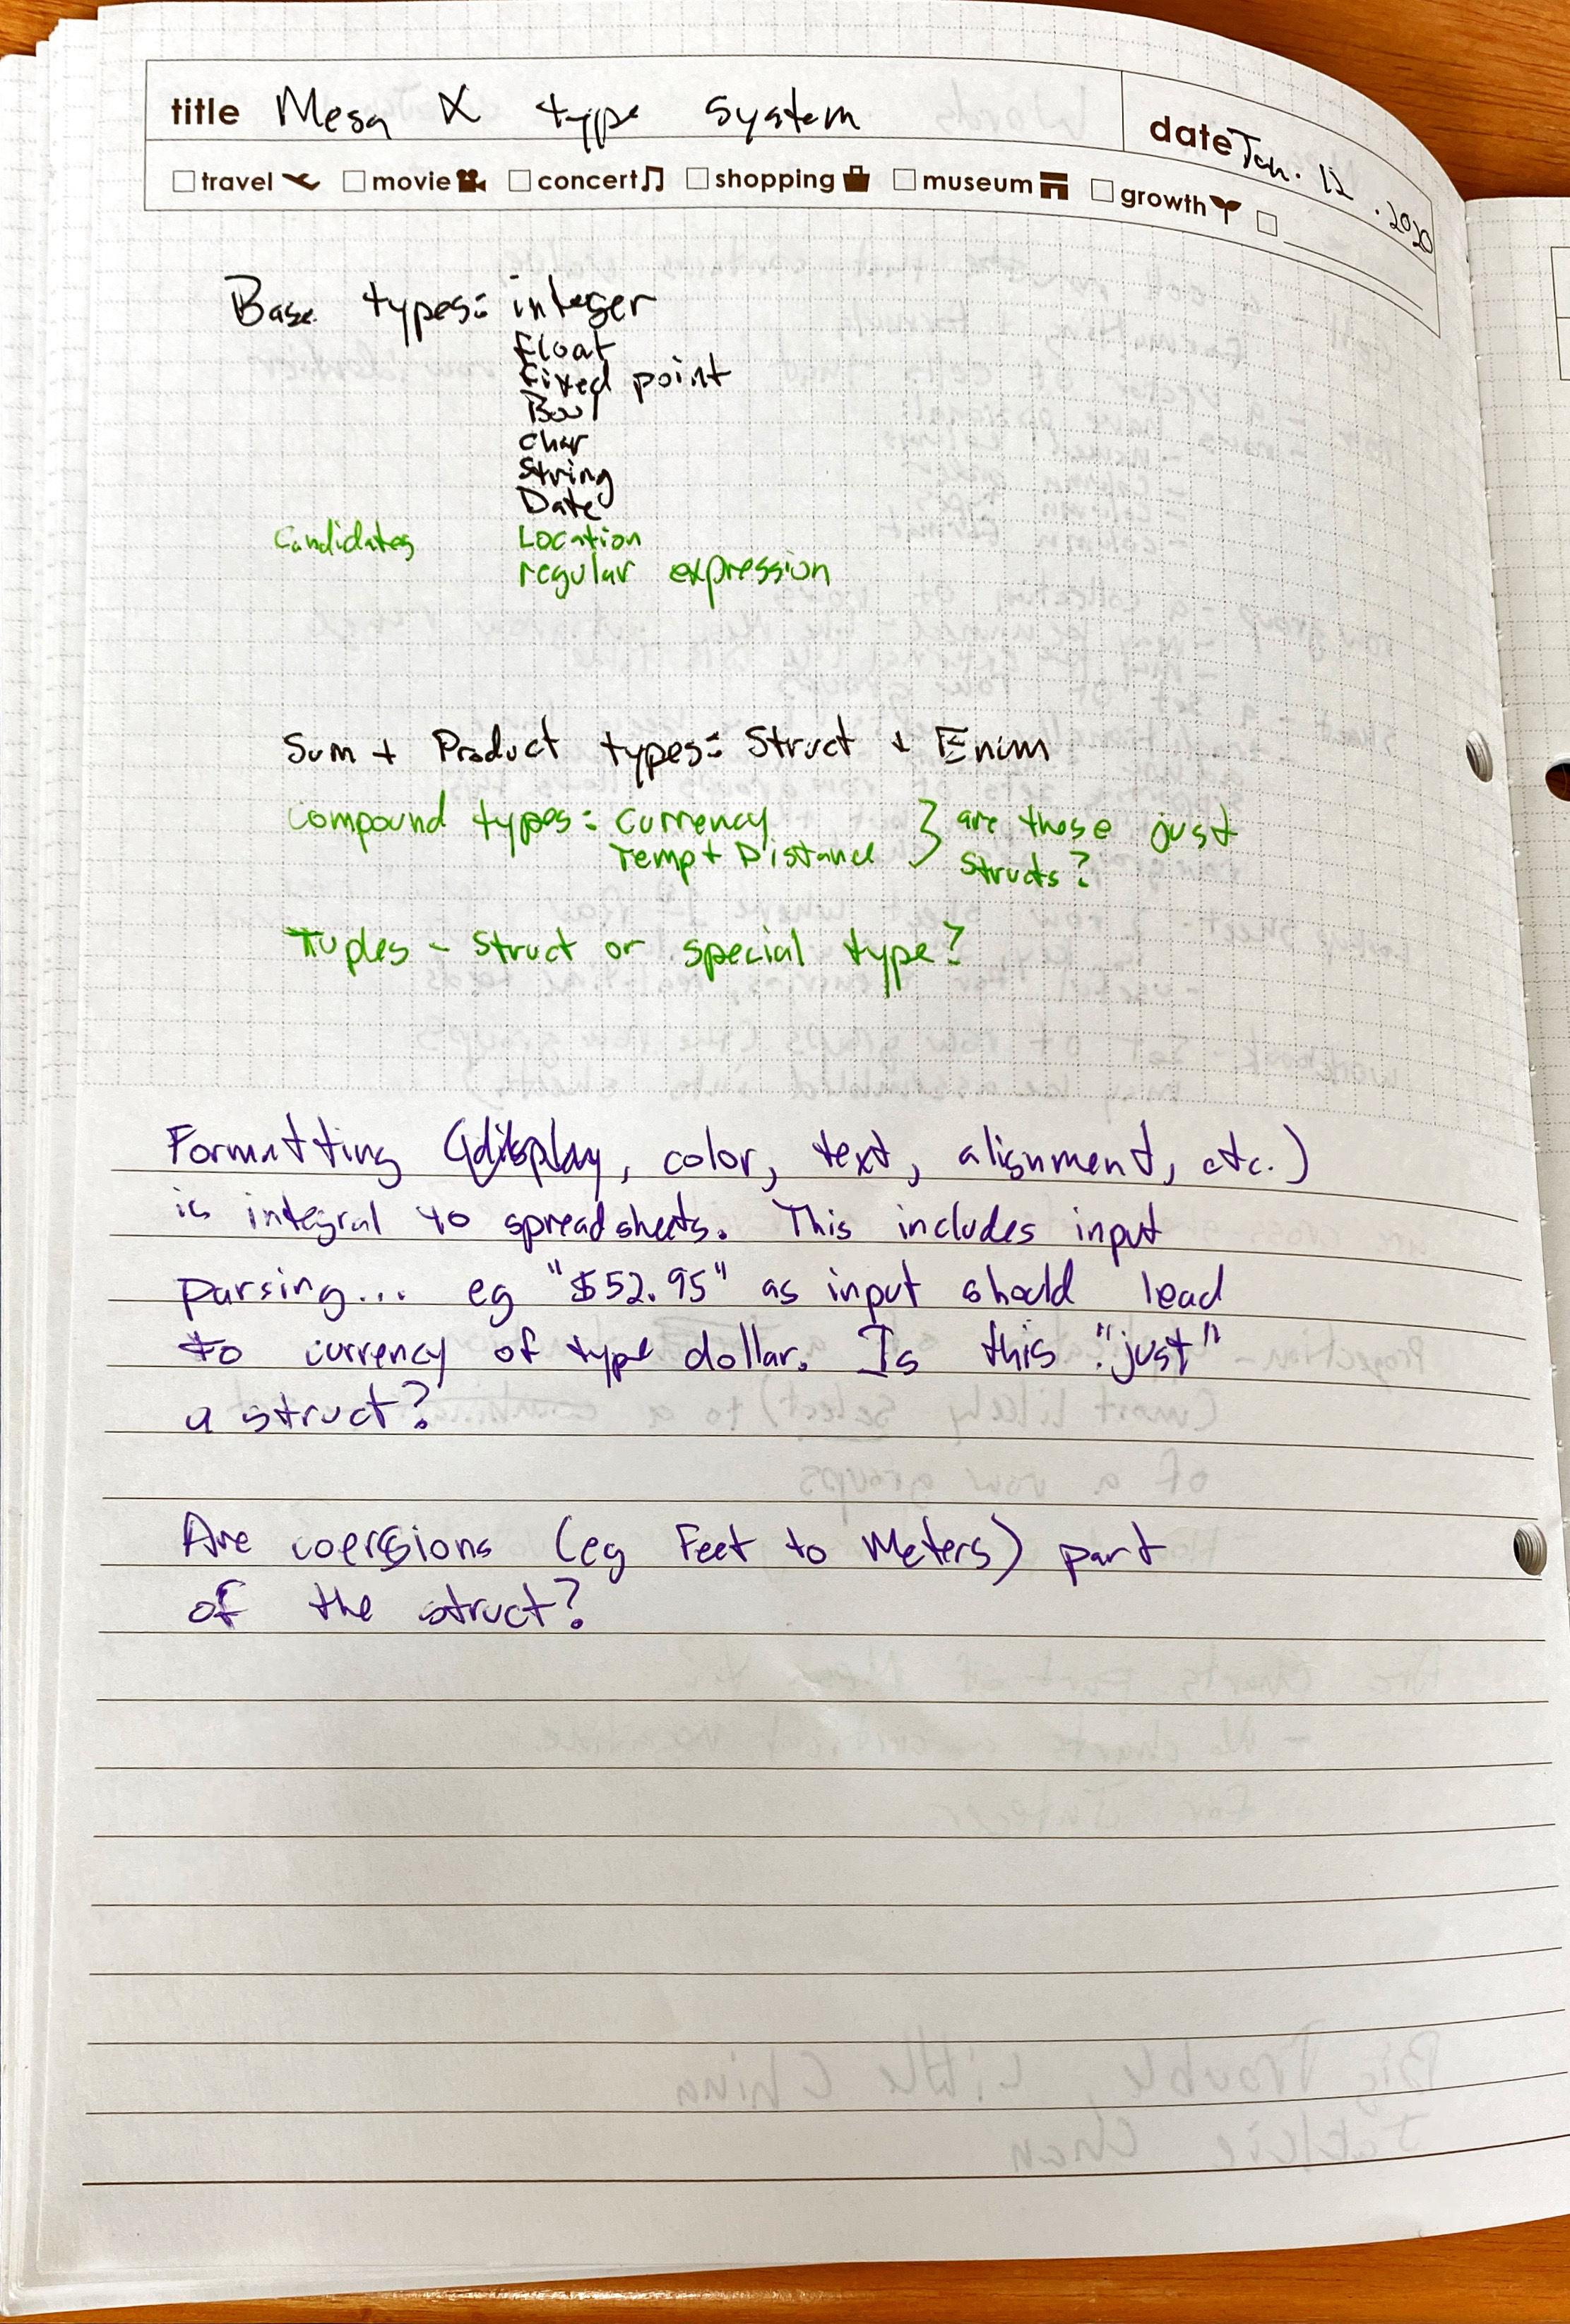 title Mesa X type system
date Jan. 12 .2020
travel movie concert shopping museum growth
Base types: integer
float
fixed point
Bool
char
String
Date
Candidates Location
regular expression
Sum + Product types: Struct + Enum
Compound types: Currency } are those just
Temp + Distance structs?
Tuples - Struct or special type?
Formatting (display, color, text, alignment, etc.)
is integral to spreadsheets. This includes input
parsing... eg "$52.95" as input should lead
to currency of type dollar. Is this "just"
a struct?
Are coersions (eg Feet to Meters) part
of the struct?